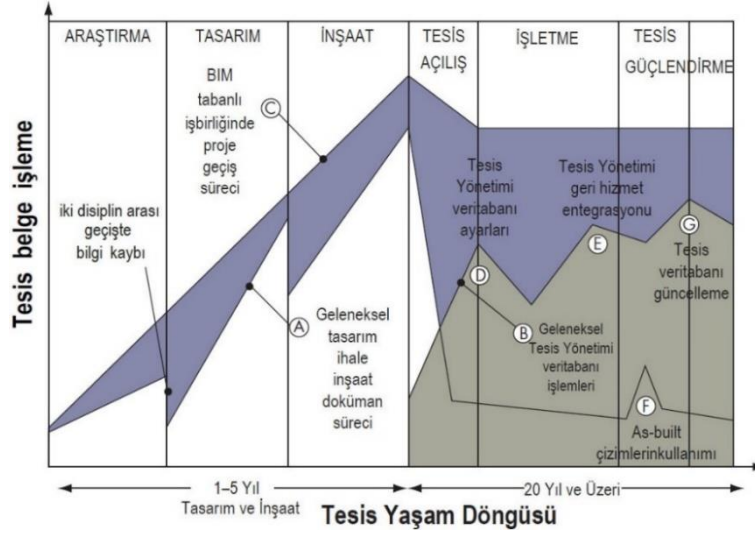 ARAŞTIRMA
TASARIM
İNŞAAT
TESİS
AÇILIŞ
İŞLETME
TESİS
GÜÇLENDİRME
BIM
tabanlı
işbirliğinde
proje
geçiş
süreci
C
iki disiplin arası
geçişte
bilgi kaybı
A
Geleneksel
tasarım
ihale
inşaat
doküman
süreci
Tesis
Yönetimi
veritabanı
ayarları
D
Tesis Yönetimi
geri hizmet
entegrasyonu
E
G
Tesis
veritabanı
güncelleme
B
Geleneksel
Tesis Yönetimi
veritabanı
işlemleri
F
As-built
çizimlerinkullanımı
Tesis belge işleme
1–5 Yıl
Tasarım ve İnşaat
20 Yıl ve Üzeri
Tesis Yaşam Döngüsü